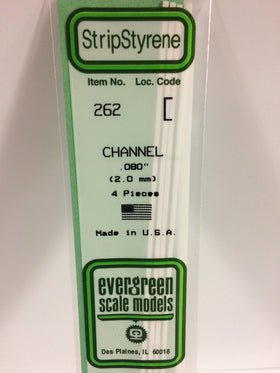 StripStyrene
Item No. Loc. Code
262
CHANNEL
.080"
(2.0 mm)
4 Pieces
Made in U.S.A.
evergreen
scale models
Des Plaines, IL 60018